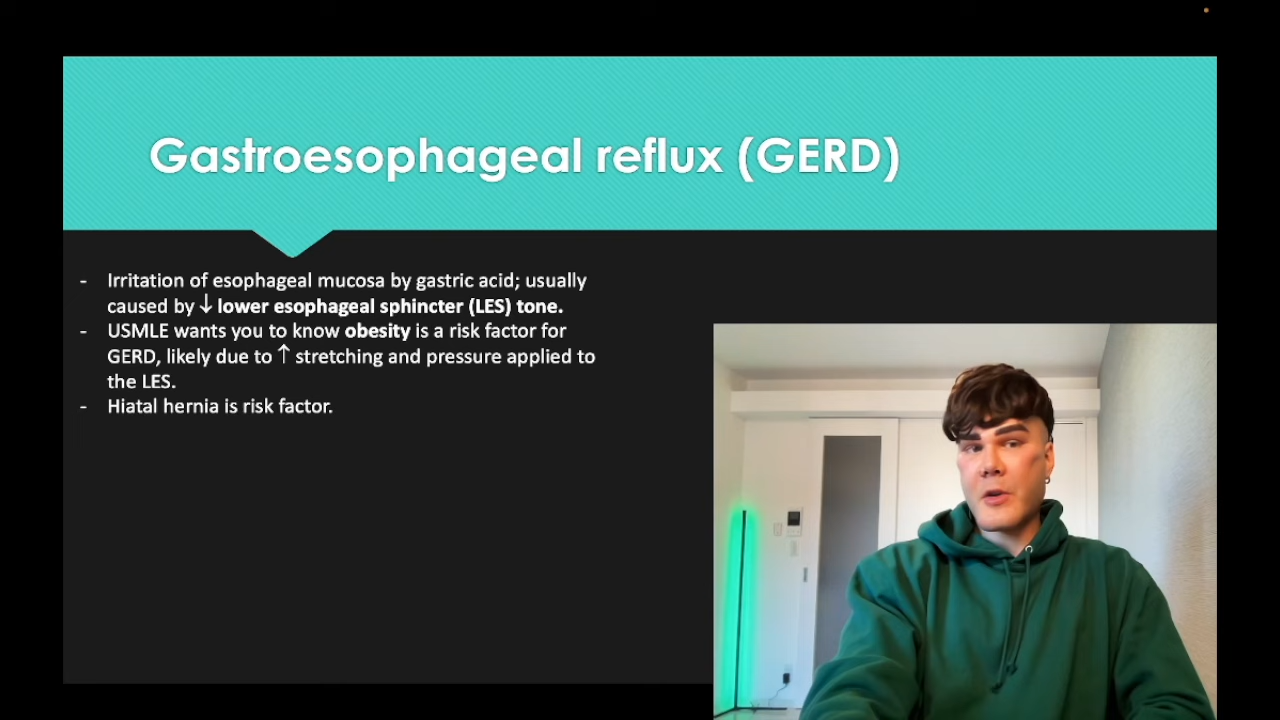 Gastroesophageal reflux (GERD)
- Irritation of esophageal mucosa by gastric acid; usually
caused by ↓ lower esophageal sphincter (LES) tone.
- USMLE wants you to know obesity is a risk factor for
GERD, likely due to ↑ stretching and pressure applied to
the LES.
- Hiatal hernia is risk factor.